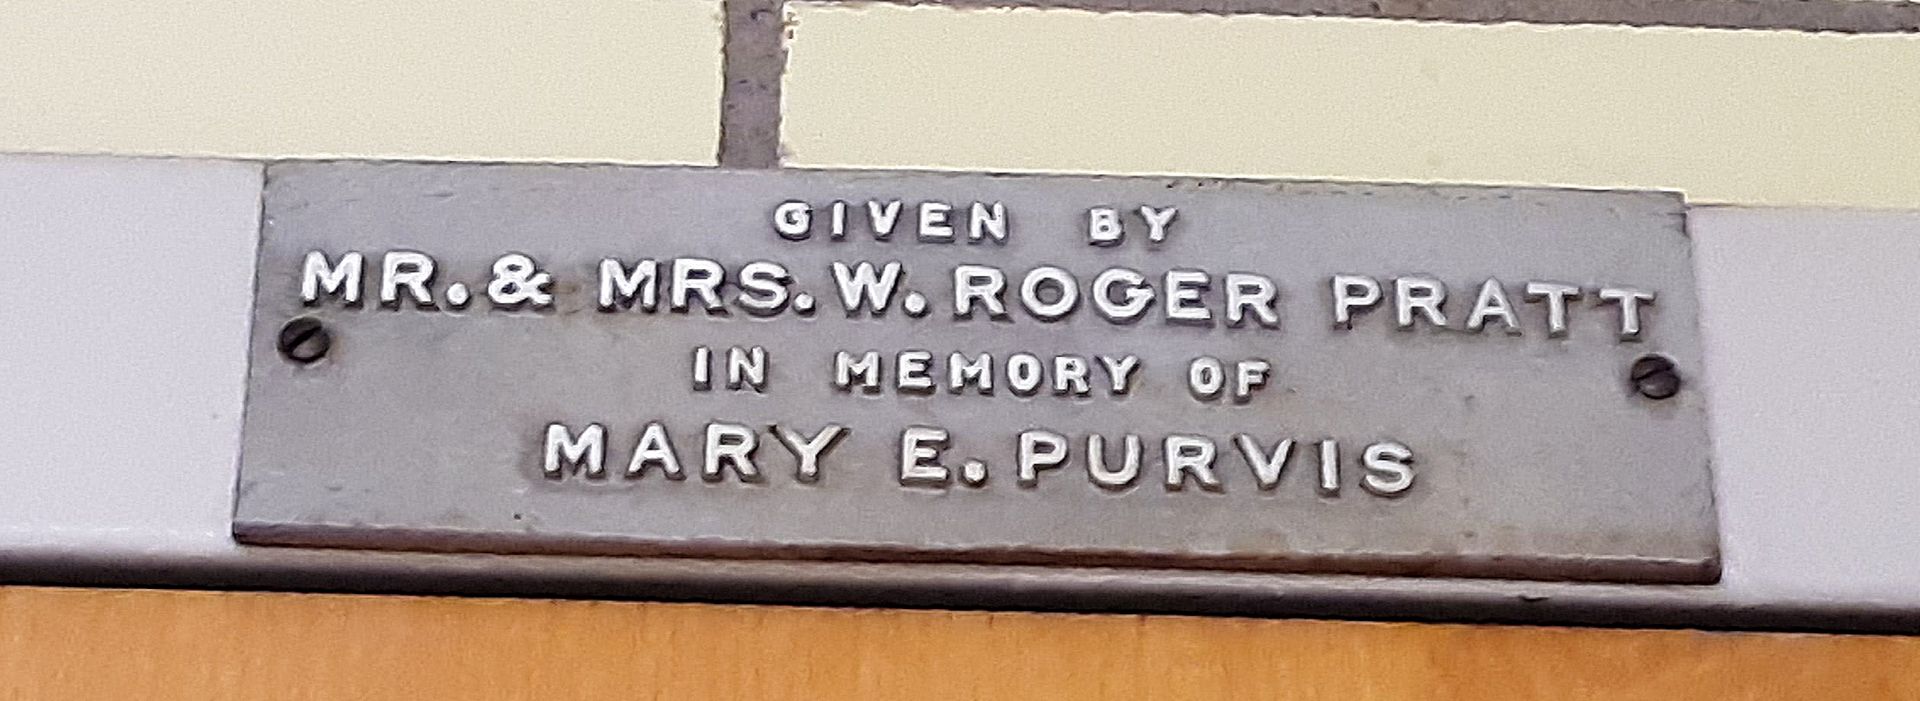 GIVEN BY
MR. & MRS. W. ROGER PRATT
IN MEMORY OF
MARY E. PURVIS